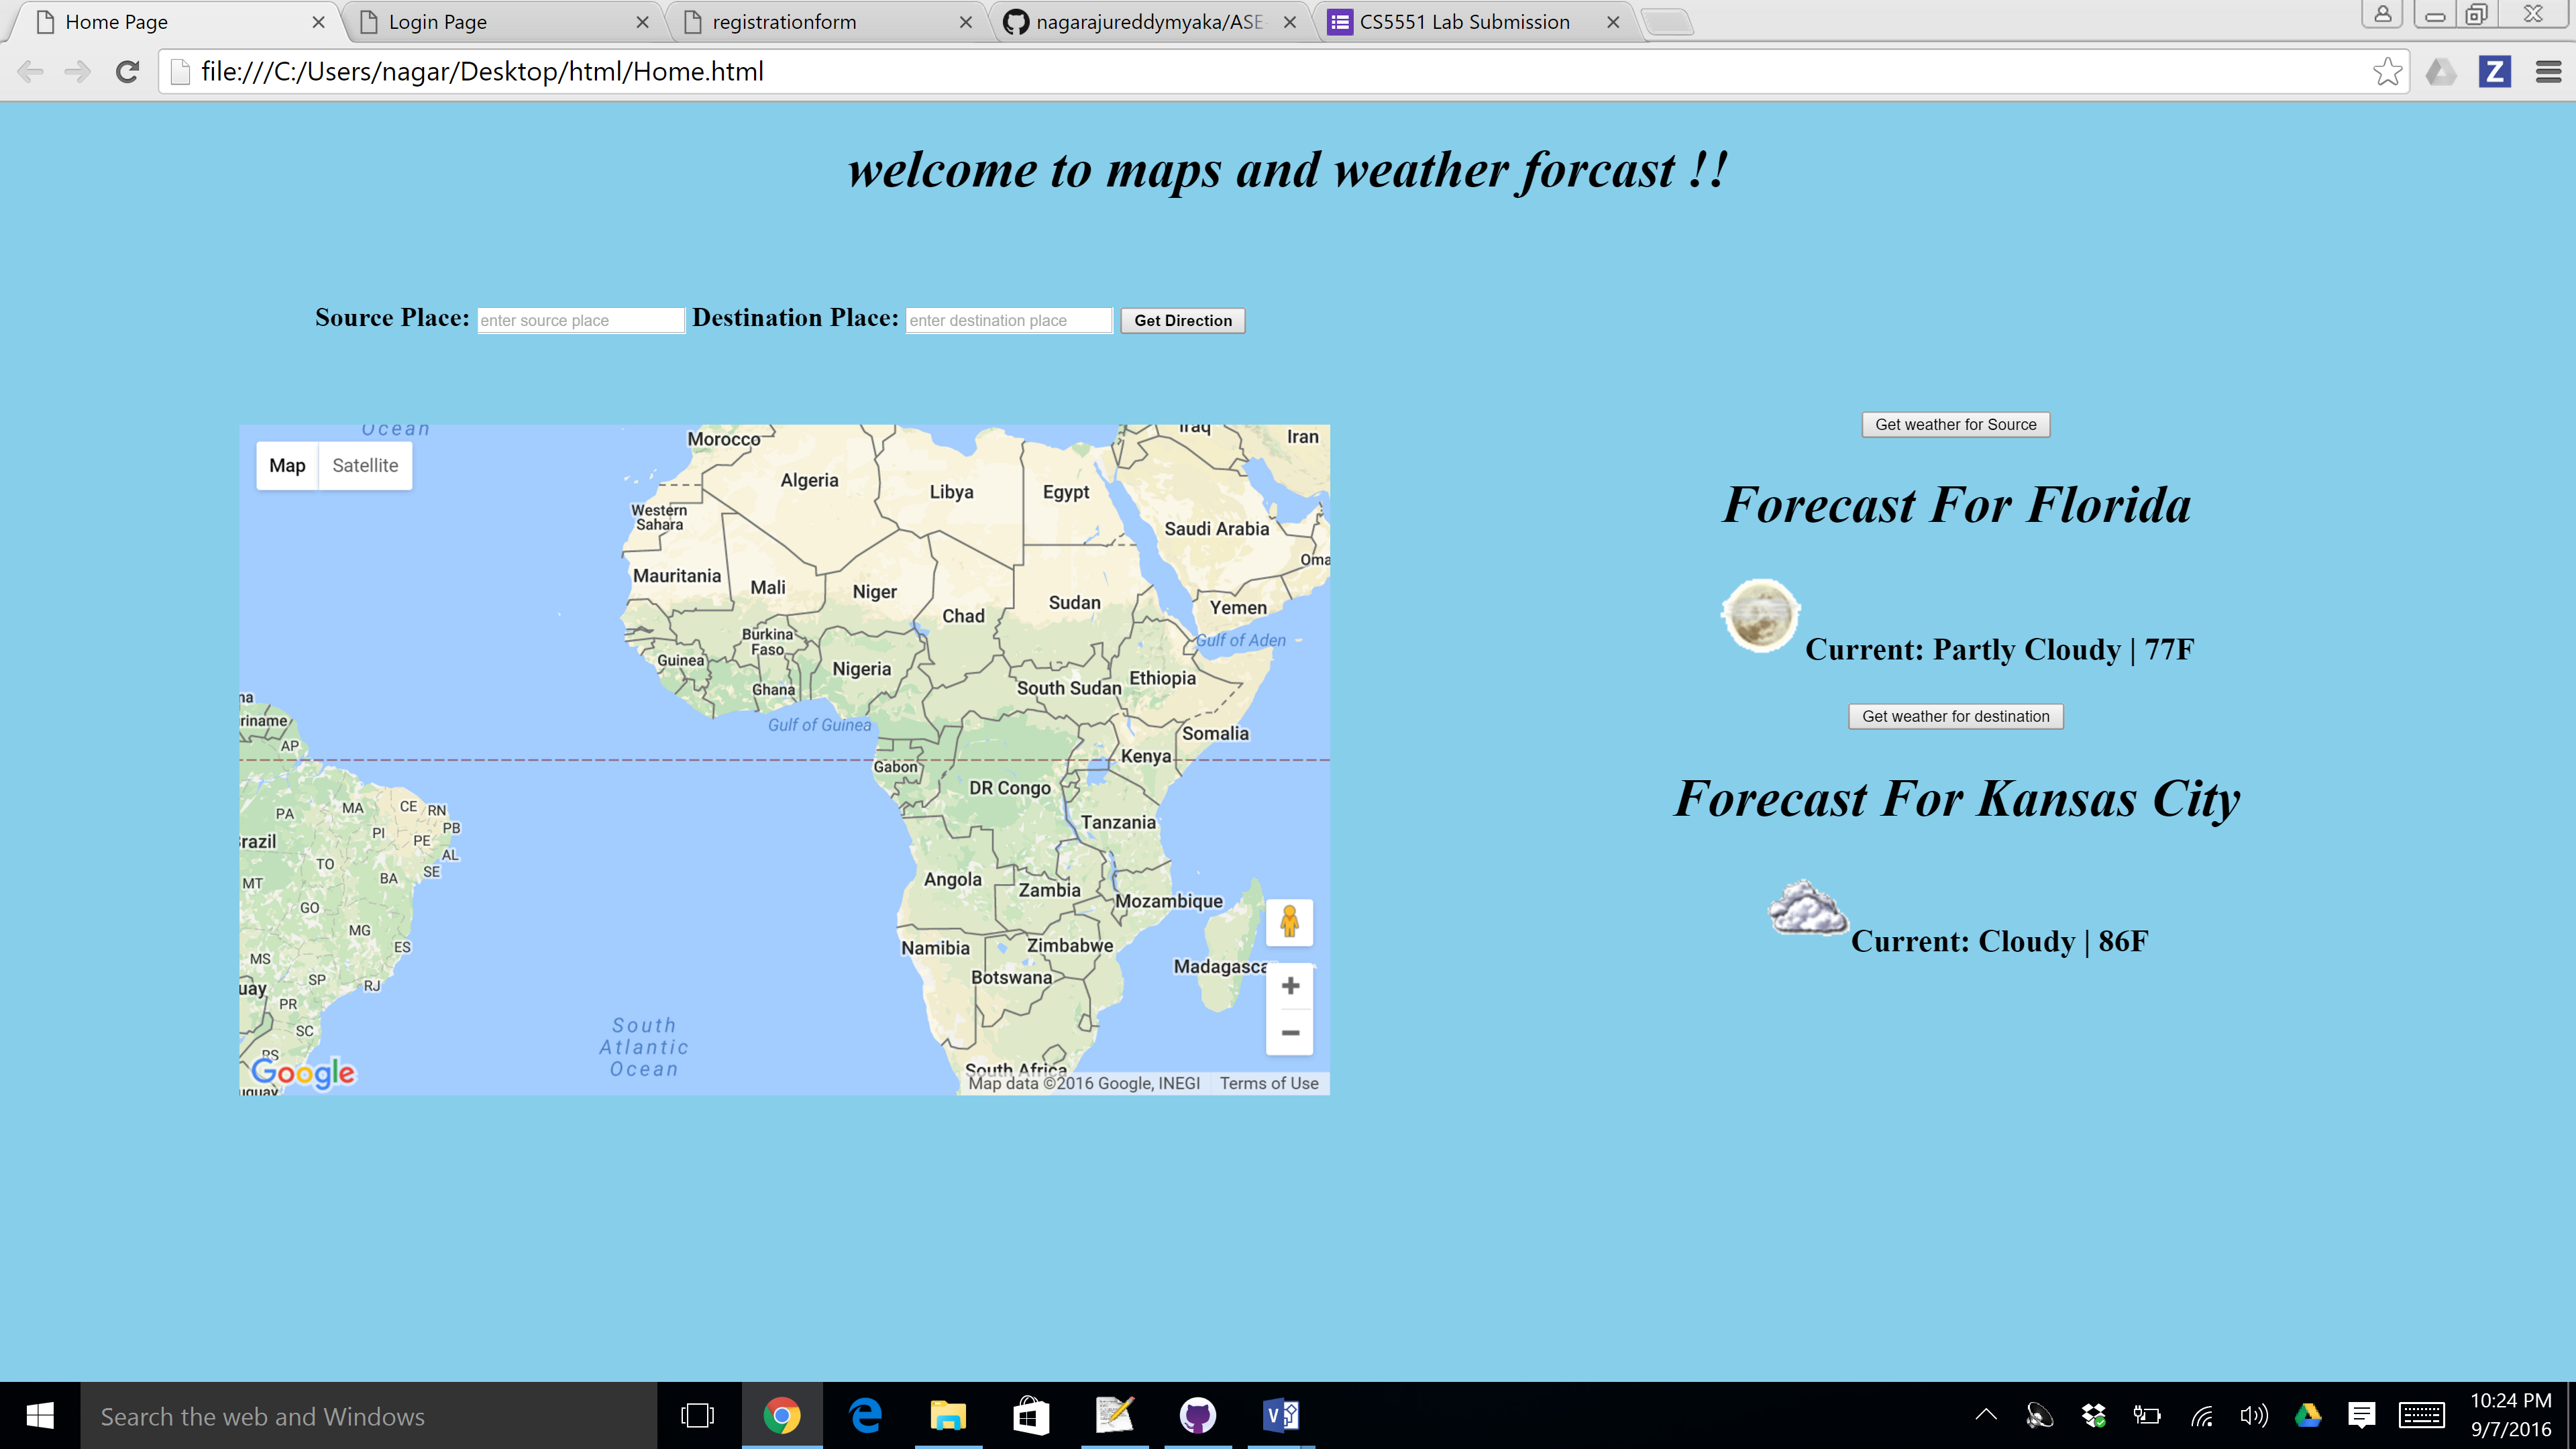 Home Page
Login Page
registrationform
nagarajureddymyaka/ASE
CS5551 Lab Submission
file:///C:/Users/nagar/Desktop/html/Home.html
Z
welcome to maps and weather forcast !!
Source Place: enter source place Destination Place: enter destination place Get Direction
Get weather for Source
Forecast For Florida
Current: Partly Cloudy | 77F
Get weather for destination
Forecast For Kansas City
Current: Cloudy | 86F
Map Satellite
Ocean
Morocco
Iraq
Iran
Algeria
Libya
Egypt
Western
Sahara
Saudi Arabia
Oma
Mauritania
Mali
Niger
Chad
Sudan
Yemen
Gulf of Aden
Burkina
Faso
Guinea
Nigeria
Ghana
South Sudan
Ethiopia
Gulf of Guinea
Somalia
na
riname
AP
Gabon
Kenya
DR Congo
Tanzania
PA
MA
CE
RN
PB
PI
PE
AL
razil
TO
SE
MT
BA
Angola
Zambia
Mozambique
GO
MG
ES
Namibia
Zimbabwe
MS
SP
RJ
Botswana
Madagasca
uay
PR
SC
RS
South
Atlantic
Ocean
South Africa
Google
uguay
Map data ©2016 Google, INEGI Terms of Use
Search the web and Windows
10:24 PM
9/7/2016